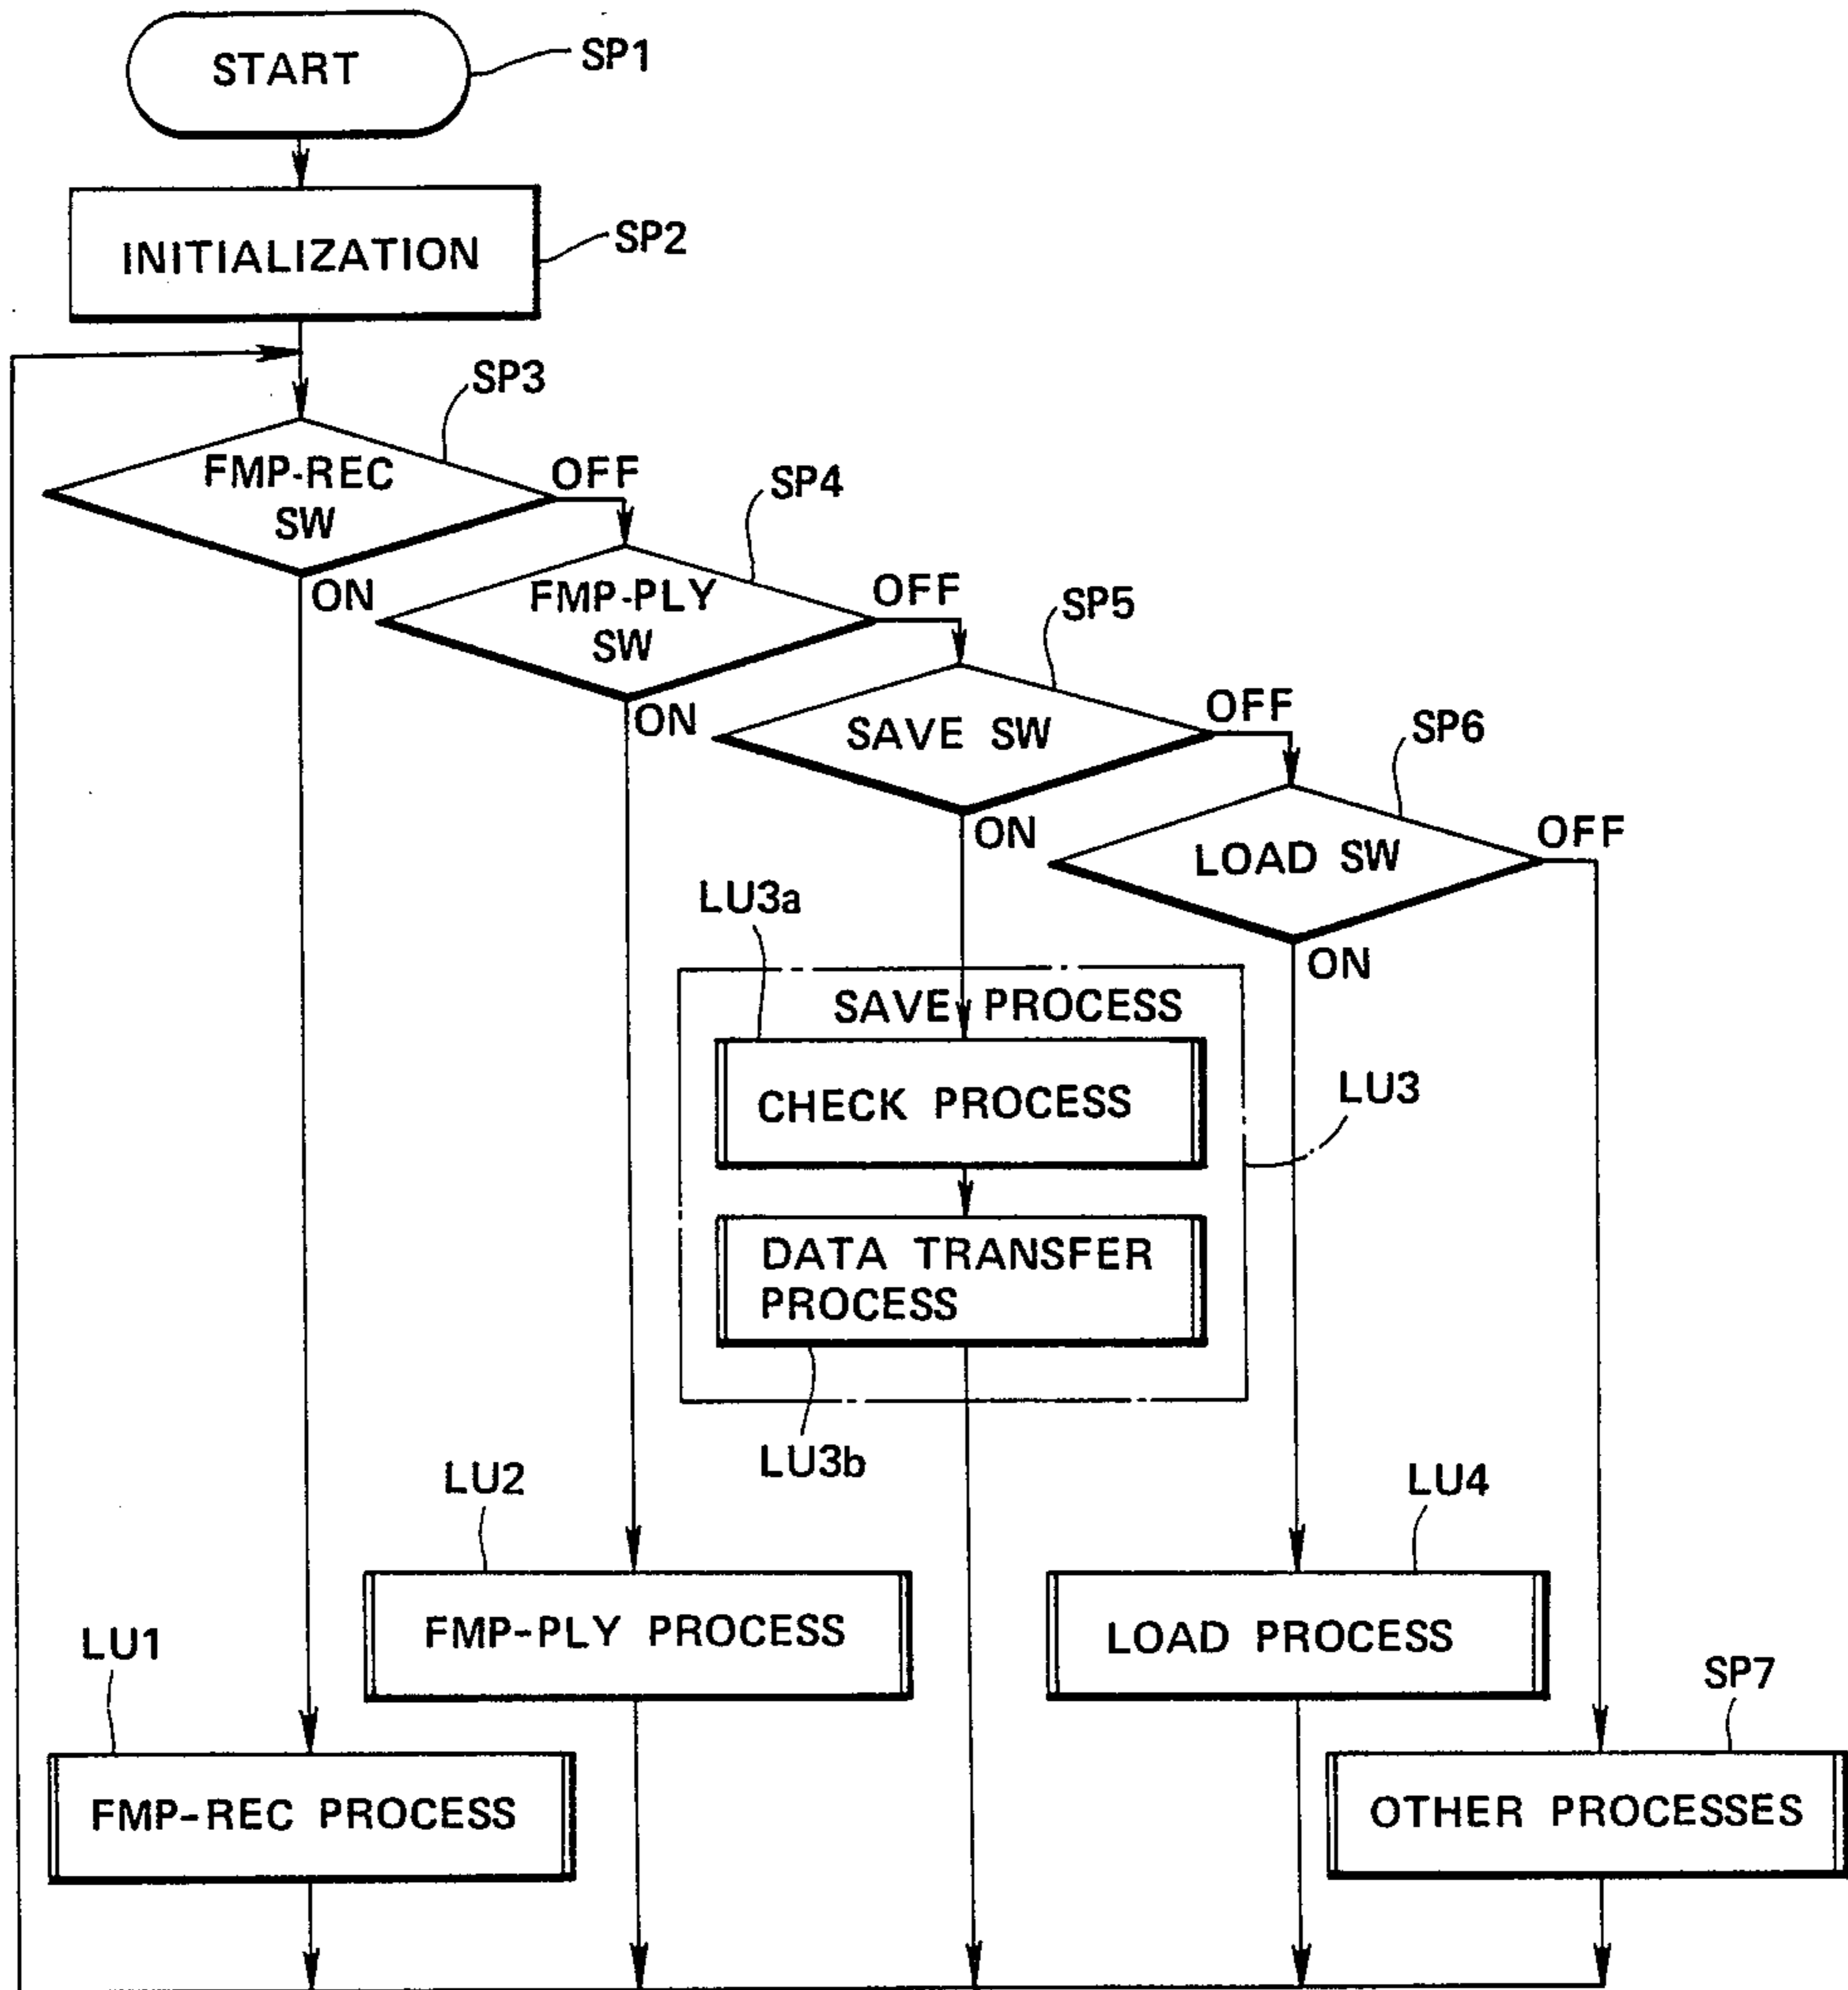 START
SP1
INITIALIZATION
SP2
SP3
FMP-REC
SW
OFF
ON
SP4
FMP-PLY
SW
OFF
ON
SP5
SAVE SW
OFF
ON
SP6
LOAD SW
OFF
ON
LU3a
SAVE PROCESS
CHECK PROCESS
LU3
DATA TRANSFER
PROCESS
LU3b
LU2
FMP-PLY PROCESS
LU4
LOAD PROCESS
LU1
FMP-REC PROCESS
SP7
OTHER PROCESSES